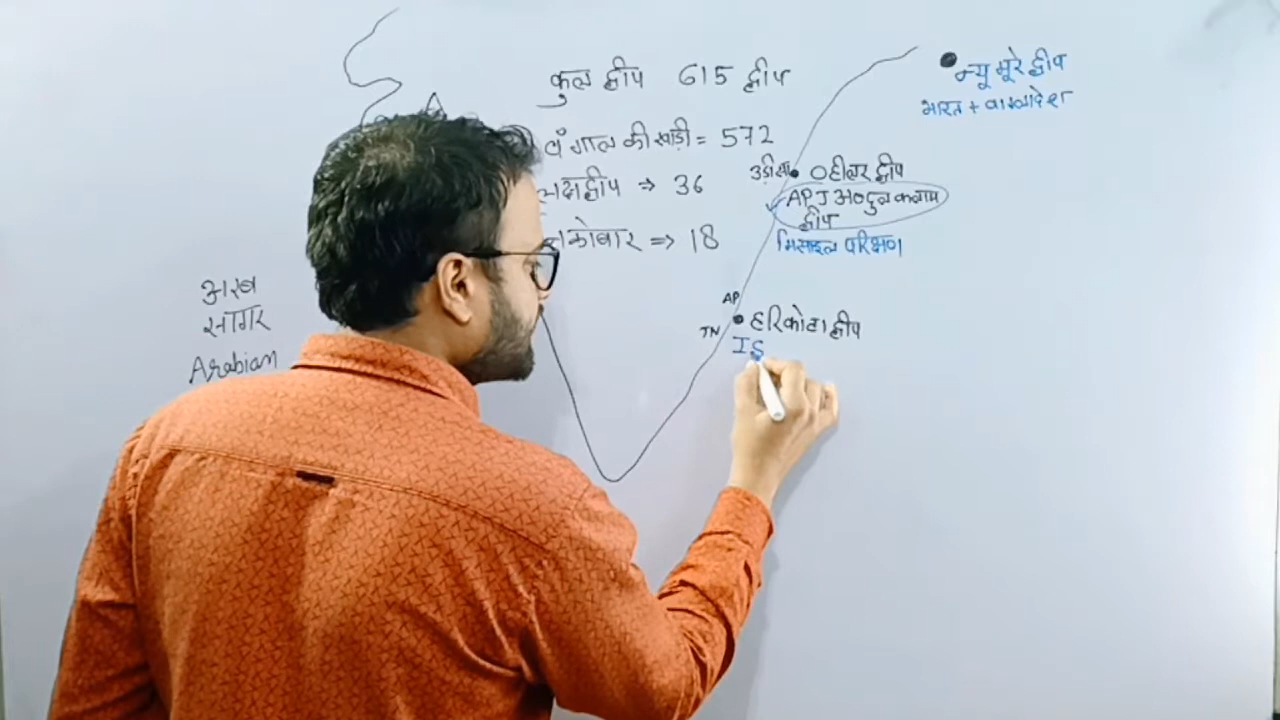 कुल द्वीप 615 द्वीप
बंगाल की खाड़ी = 572
लक्षद्वीप ⇒ 36
⇒ 18
न्यू मूरे द्वीप
भारत + बाग्लादेश
उड़ीसा
व्हीलर द्वीप
APJ अब्दुल कलाम
द्वीप
मिसाइल परिक्षण
AP
TN
हरिकोटा द्वीप
IS
अरब
सागर
Arabian